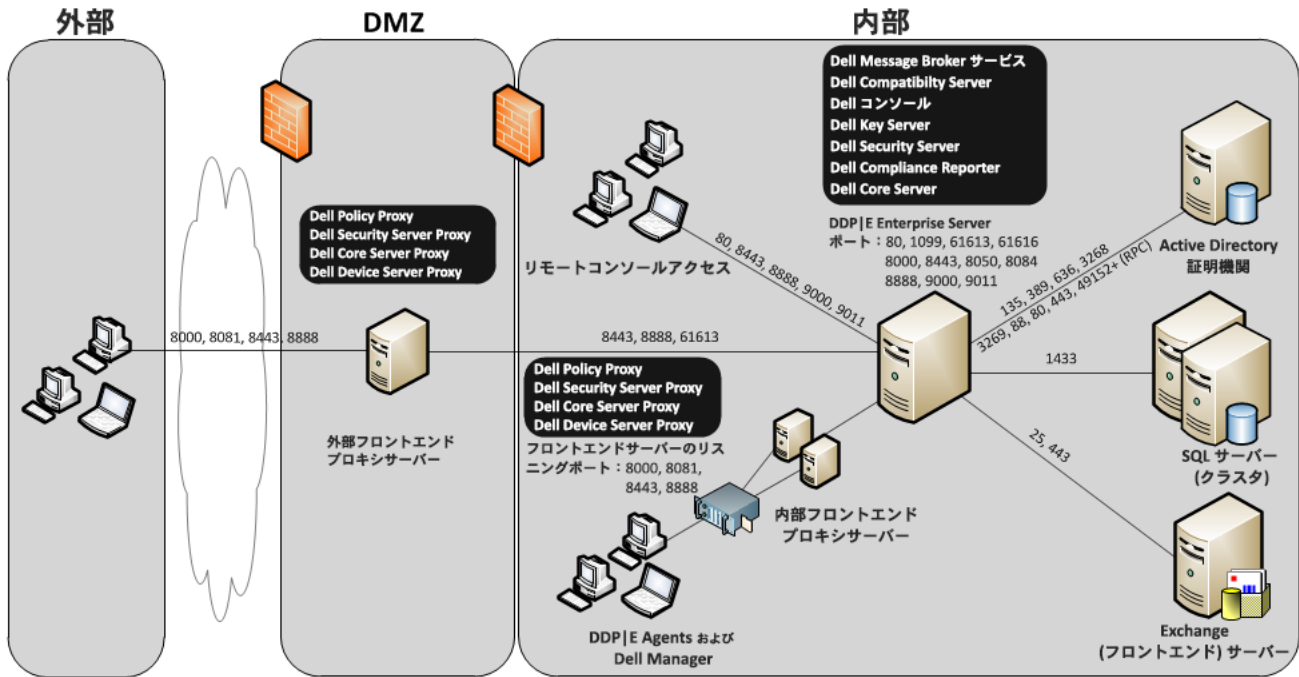 外部
DMZ
内部
Dell Message Broker サービス
Dell Compatibilty Server
Dell コンソール
Dell Key Server
Dell Security Server
Dell Compliance Reporter
Dell Core Server
DDP|E Enterprise Server
ポート：80, 1099, 61613, 61616
8000, 8443, 8050, 8084
8888, 9000, 9011
Dell Policy Proxy
Dell Security Server Proxy
Dell Core Server Proxy
Dell Device Server Proxy
リモートコンソールアクセス
80, 8443, 8888, 9000, 9011
135, 389, 636, 3268
3269, 88, 80, 443, 49152+ (RPC)
Active Directory
証明機関
8000, 8081, 8443, 8888
8443, 8888, 61613
1433
外部フロントエンド
プロキシサーバー
Dell Policy Proxy
Dell Security Server Proxy
Dell Core Server Proxy
Dell Device Server Proxy
フロントエンドサーバーのリス
ニングポート：8000, 8081,
8443, 8888
25, 443
SQL サーバー
(クラスタ)
内部フロントエンド
プロキシサーバー
DDP|E Agents および
Dell Manager
Exchange
(フロントエンド) サーバー